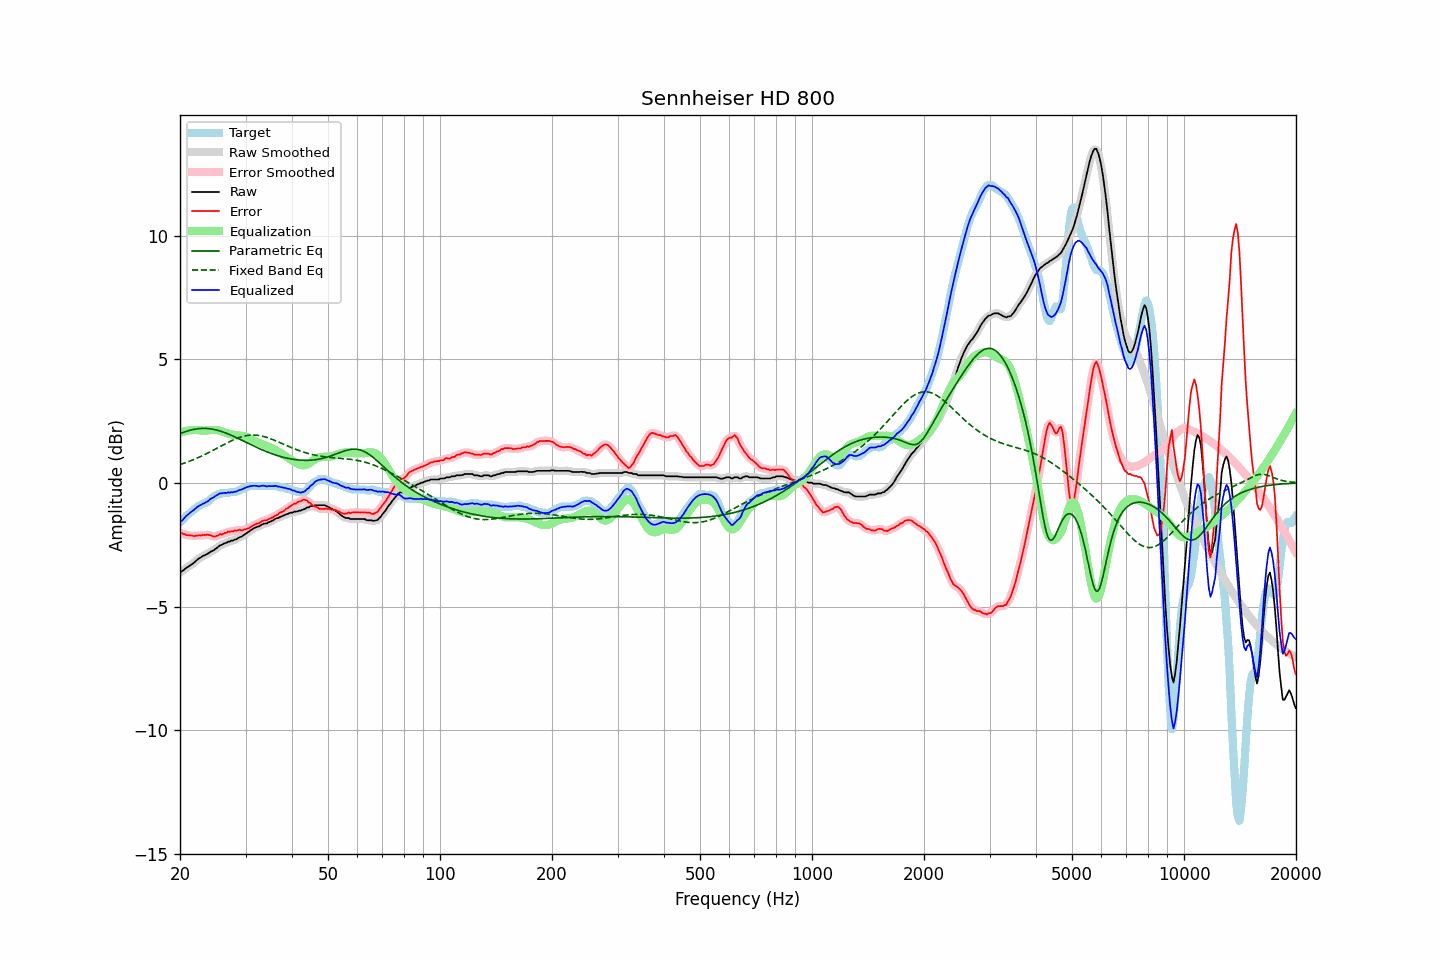 Sennheiser HD 800
Target
Raw Smoothed
Error Smoothed
Raw
Error
Equalization
Parametric Eq
Fixed Band Eq
Equalized
10
5
0
−5
−10
−15
Amplitude (dBr)
20 50 100 200 500 1000 2000 5000 10000 20000
Frequency (Hz)